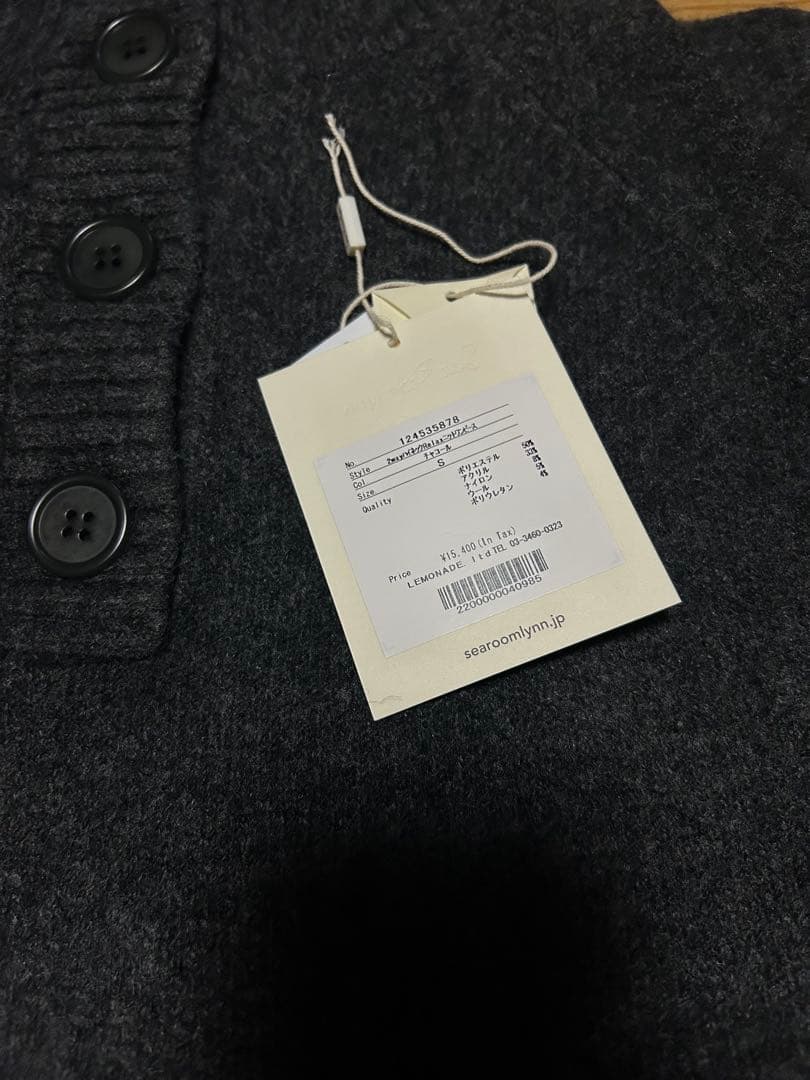 No 124535878
Style 2wayハイネックRelaxニットワンピース
Col チャコール
Size S
Quality ポリエステル 50%
アクリル 33%
ナイロン 8%
ウール 5%
ポリウレタン 4%
Price ¥15,400(In Tax)
LEMONADE. ltd TEL 03-3460-0323
2200000040985
searoomlynn.jp